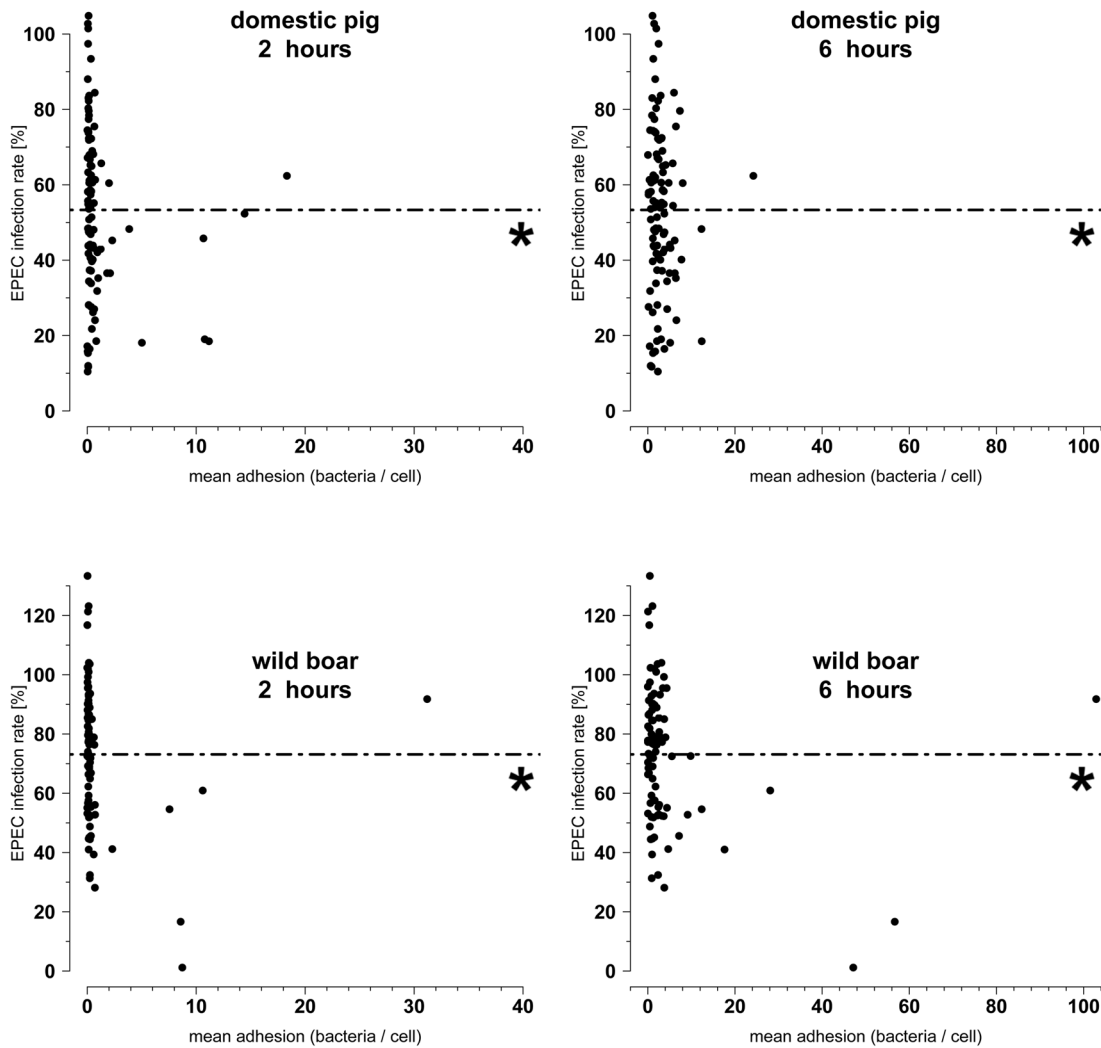 domestic pig
2 hours
EPEC infection rate [%]
100
80
60
40
20
0
*
0 10 20 30 40
mean adhesion (bacteria / cell)
domestic pig
6 hours
EPEC infection rate [%]
100
80
60
40
20
0
*
0 20 40 60 80 100
mean adhesion (bacteria / cell)
wild boar
2 hours
EPEC infection rate [%]
120
100
80
60
40
20
0
*
0 10 20 30 40
mean adhesion (bacteria / cell)
wild boar
6 hours
EPEC infection rate [%]
120
100
80
60
40
20
0
*
0 20 40 60 80 100
mean adhesion (bacteria / cell)